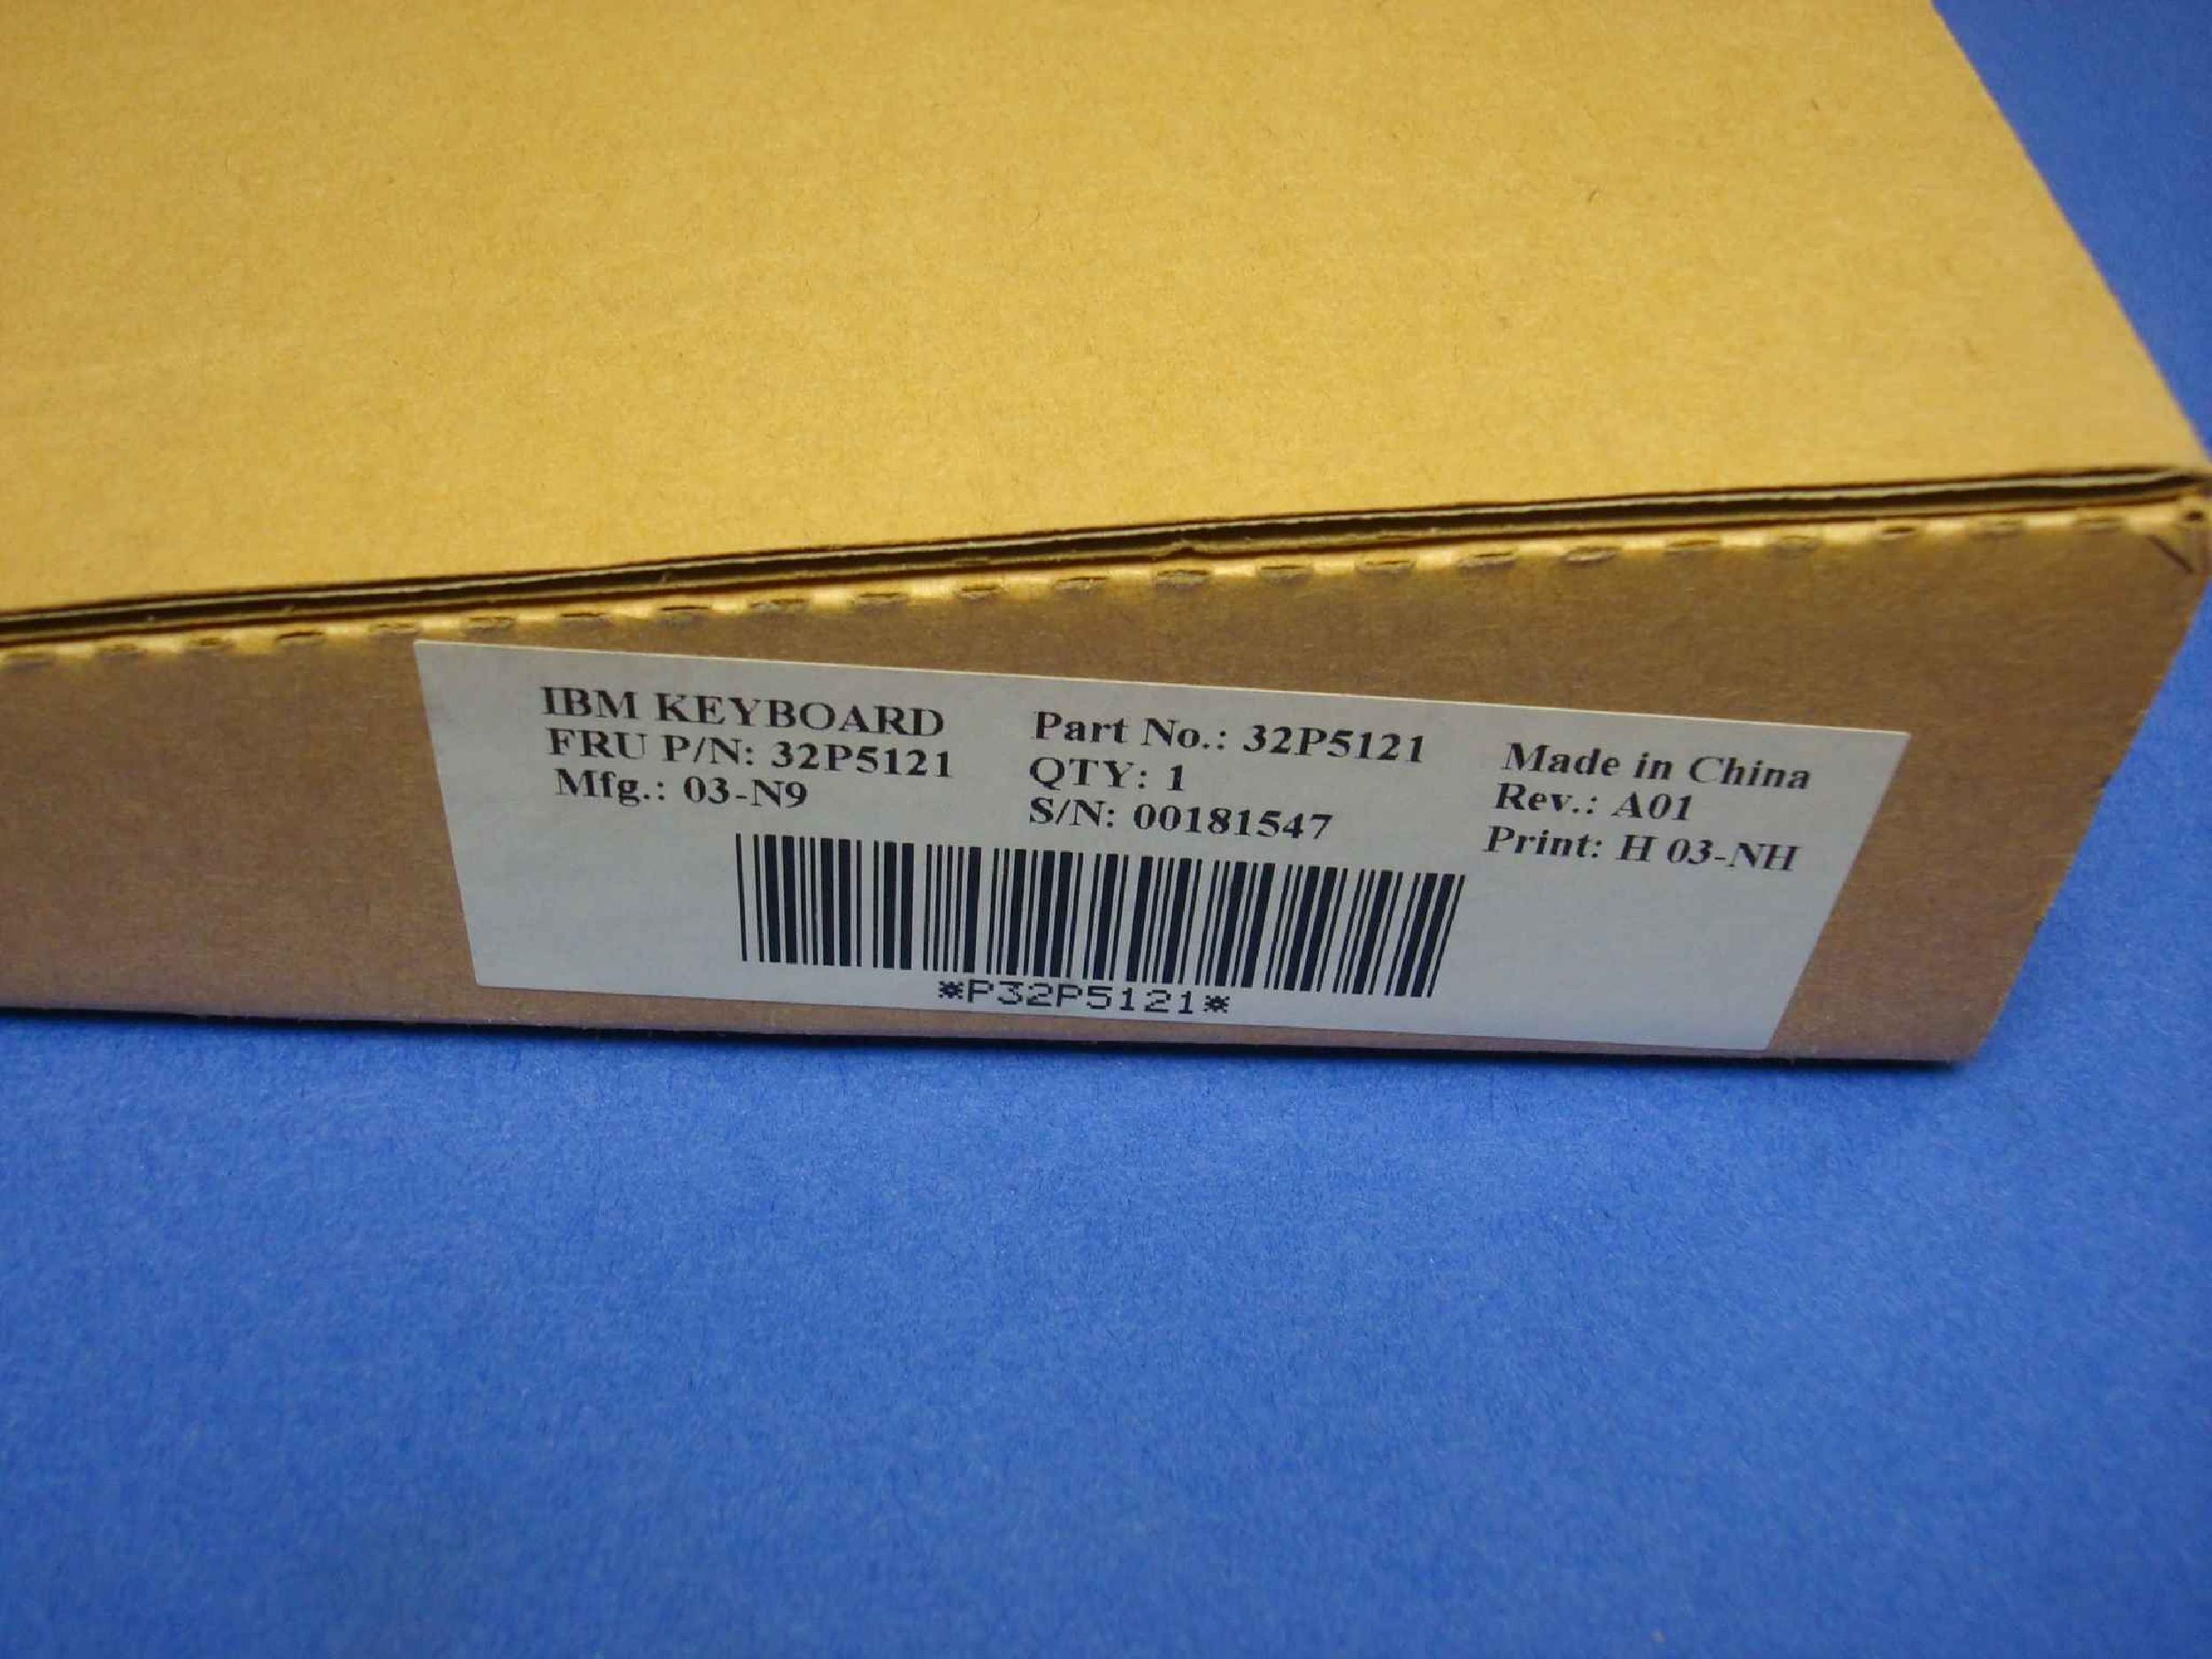 IBM KEYBOARD
FRU P/N: 32P5121
Mfg.: 03-N9
Part No.: 32P5121
QTY: 1
S/N: 00181547
Made in China
Rev.: A01
Print: H 03-NH
*P32P5121*